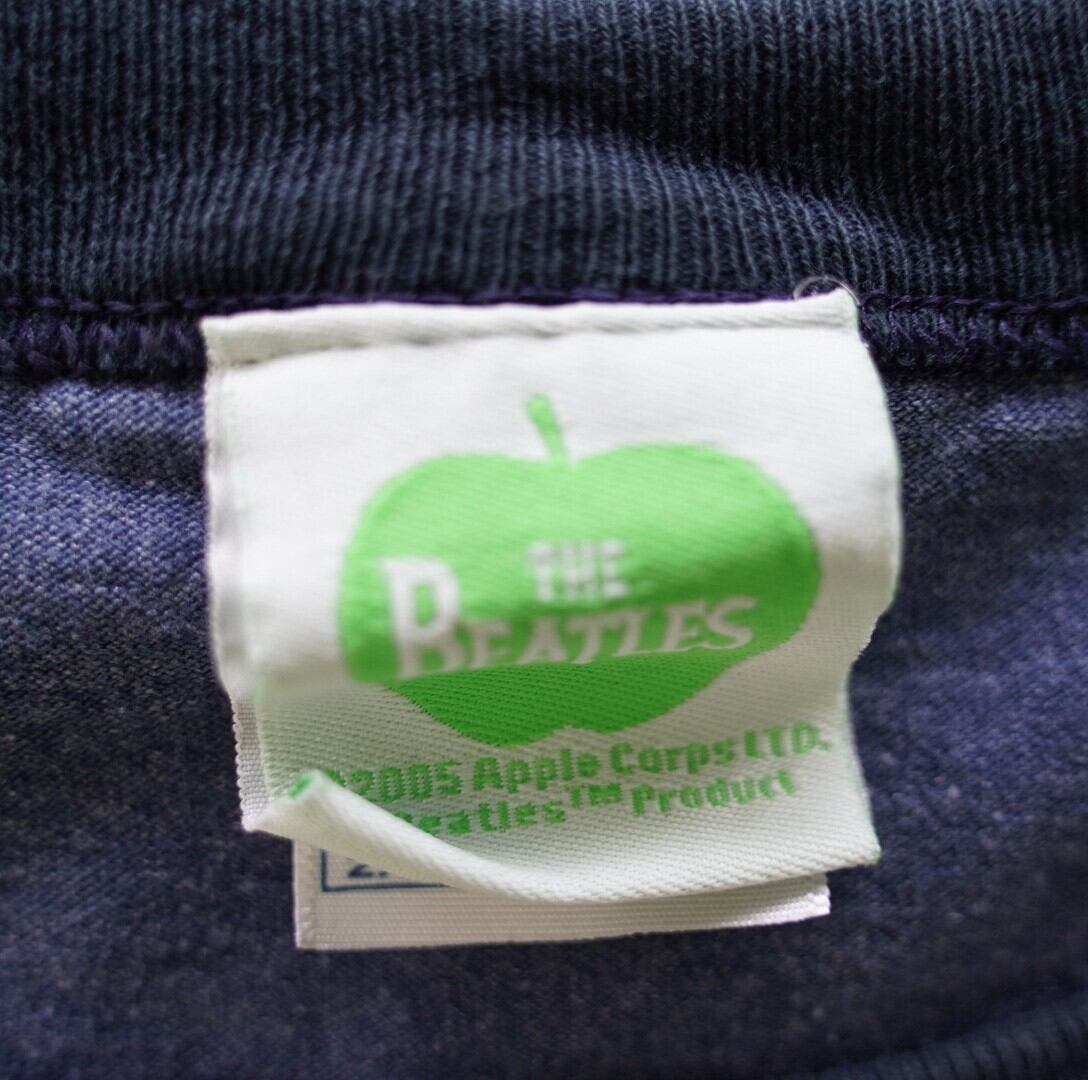 THE
BEATLES
©2005 Apple Corps LTD.
Beatles™ Product